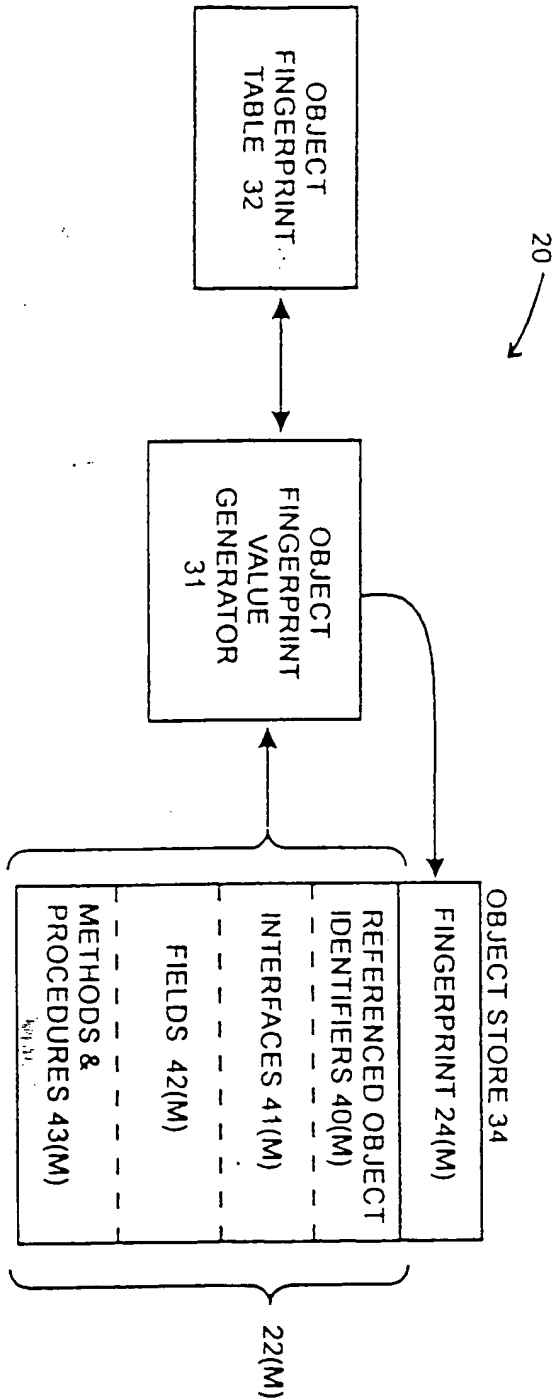 20
OBJECT
FINGERPRINT
TABLE 32
OBJECT
FINGERPRINT
VALUE
GENERATOR
31
OBJECT STORE 34
FINGERPRINT 24(M)
REFERENCED OBJECT
IDENTIFIERS 40(M)
INTERFACES 41(M)
FIELDS 42(M)
METHODS &
PROCEDURES 43(M)
22(M)